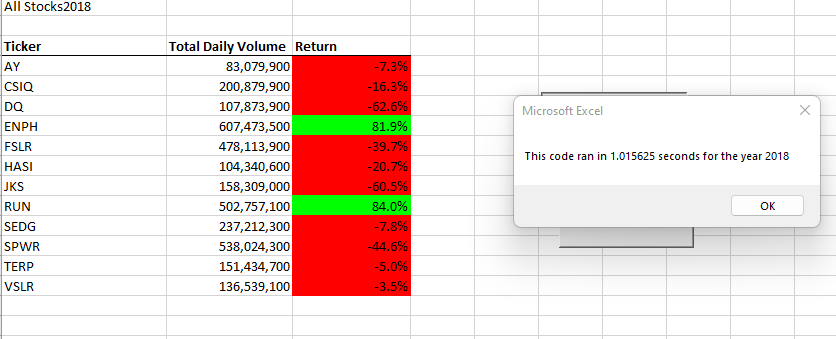 All Stocks2018
Ticker Total Daily Volume Return
AY 83,079,900 -7.3%
CSIQ 200,879,900 -16.3%
DQ 107,873,900 -62.6%
ENPH 607,473,500 81.9%
FSLR 478,113,900 -39.7%
HASI 104,340,600 -20.7%
JKS 158,309,000 -60.5%
RUN 502,757,100 84.0%
SEDG 237,212,300 -7.8%
SPWR 538,024,300 -44.6%
TERP 151,434,700 -5.0%
VSLR 136,539,100 -3.5%
Microsoft Excel
This code ran in 1.015625 seconds for the year 2018
OK